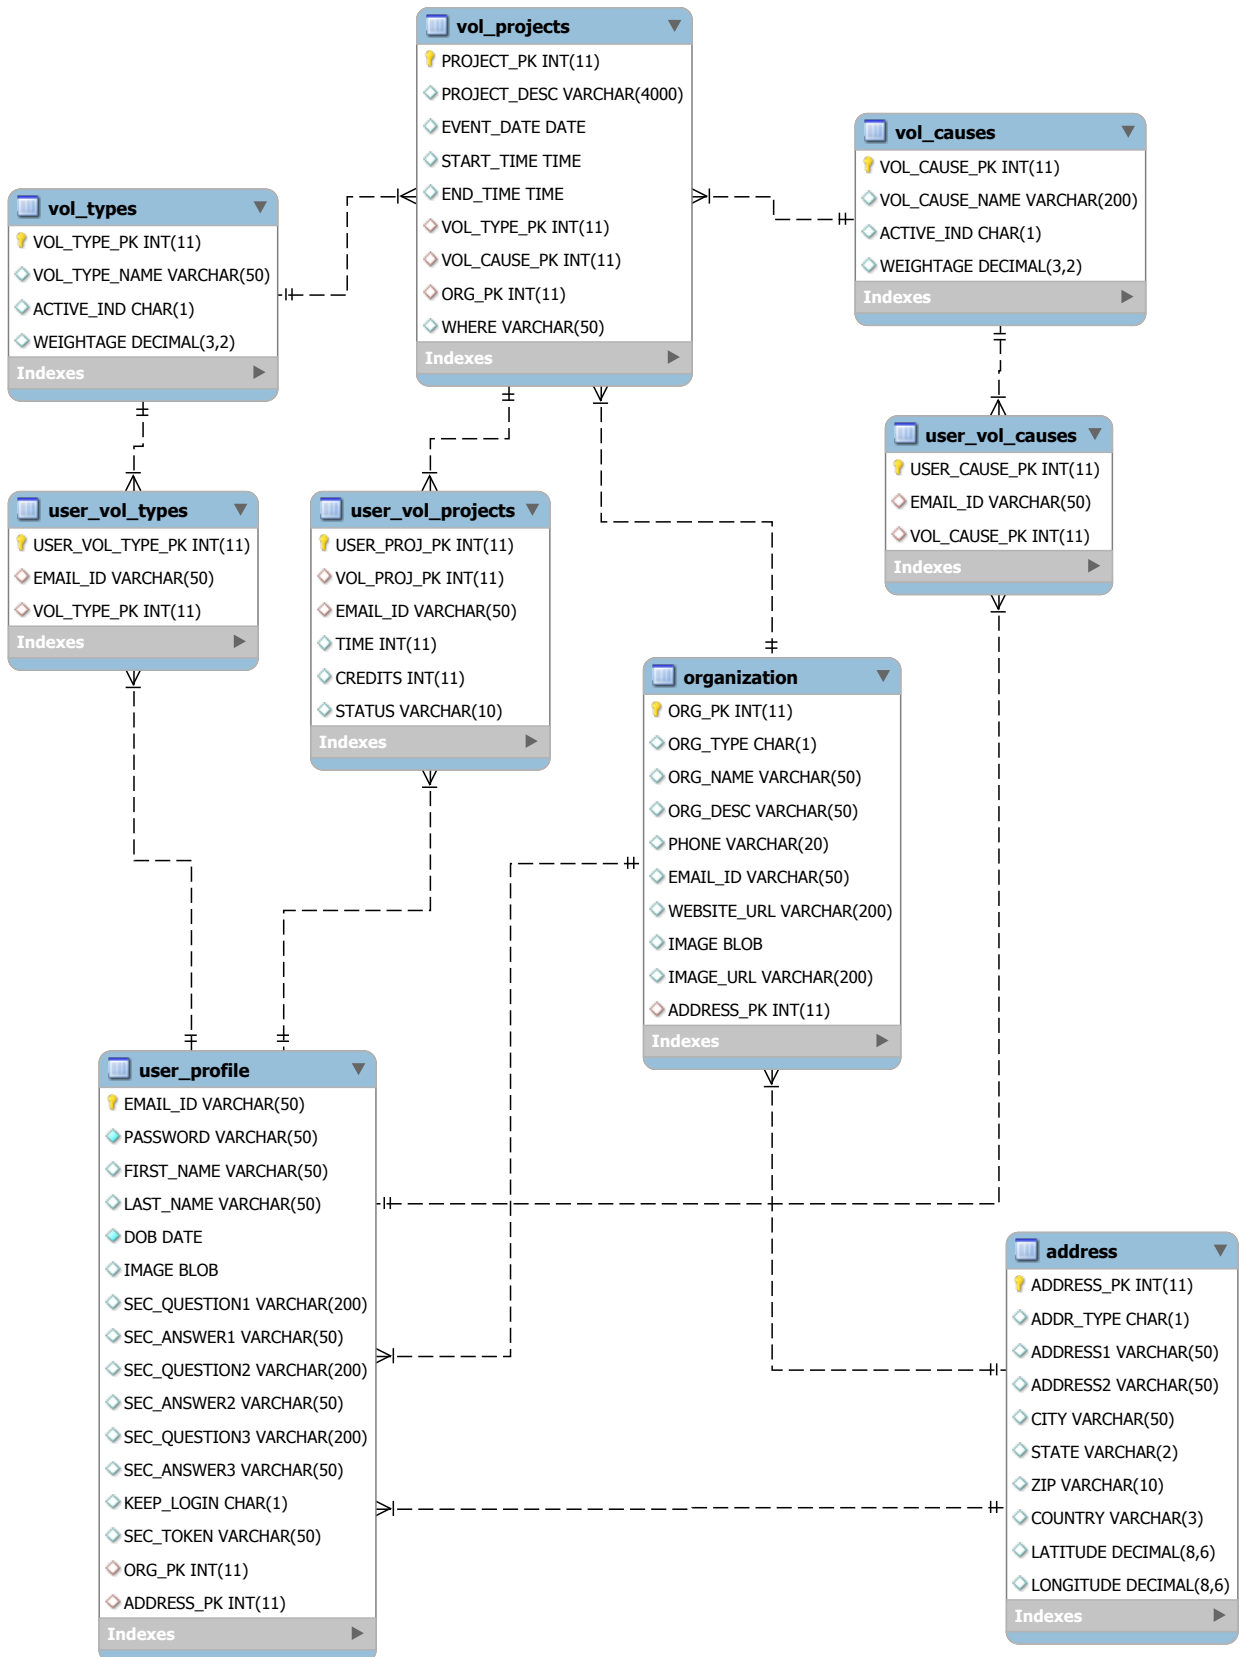 vol_projects
PROJECT_PK INT(11)
PROJECT_DESC VARCHAR(4000)
EVENT_DATE DATE
START_TIME TIME
END_TIME TIME
VOL_TYPE_PK INT(11)
VOL_CAUSE_PK INT(11)
ORG_PK INT(11)
WHERE VARCHAR(50)
Indexes
vol_causes
VOL_CAUSE_PK INT(11)
VOL_CAUSE_NAME VARCHAR(200)
ACTIVE_IND CHAR(1)
WEIGHTAGE DECIMAL(3,2)
Indexes
vol_types
VOL_TYPE_PK INT(11)
VOL_TYPE_NAME VARCHAR(50)
ACTIVE_IND CHAR(1)
WEIGHTAGE DECIMAL(3,2)
Indexes
user_vol_causes
USER_CAUSE_PK INT(11)
EMAIL_ID VARCHAR(50)
VOL_CAUSE_PK INT(11)
Indexes
user_vol_types
USER_VOL_TYPE_PK INT(11)
EMAIL_ID VARCHAR(50)
VOL_TYPE_PK INT(11)
Indexes
user_vol_projects
USER_PROJ_PK INT(11)
VOL_PROJ_PK INT(11)
EMAIL_ID VARCHAR(50)
TIME INT(11)
CREDITS INT(11)
STATUS VARCHAR(10)
Indexes
organization
ORG_PK INT(11)
ORG_TYPE CHAR(1)
ORG_NAME VARCHAR(50)
ORG_DESC VARCHAR(50)
PHONE VARCHAR(20)
EMAIL_ID VARCHAR(50)
WEBSITE_URL VARCHAR(200)
IMAGE BLOB
IMAGE_URL VARCHAR(200)
ADDRESS_PK INT(11)
Indexes
user_profile
EMAIL_ID VARCHAR(50)
PASSWORD VARCHAR(50)
FIRST_NAME VARCHAR(50)
LAST_NAME VARCHAR(50)
DOB DATE
IMAGE BLOB
SEC_QUESTION1 VARCHAR(200)
SEC_ANSWER1 VARCHAR(50)
SEC_QUESTION2 VARCHAR(200)
SEC_ANSWER2 VARCHAR(50)
SEC_QUESTION3 VARCHAR(200)
SEC_ANSWER3 VARCHAR(50)
KEEP_LOGIN CHAR(1)
SEC_TOKEN VARCHAR(50)
ORG_PK INT(11)
ADDRESS_PK INT(11)
Indexes
address
ADDRESS_PK INT(11)
ADDR_TYPE CHAR(1)
ADDRESS1 VARCHAR(50)
ADDRESS2 VARCHAR(50)
CITY VARCHAR(50)
STATE VARCHAR(2)
ZIP VARCHAR(10)
COUNTRY VARCHAR(3)
LATITUDE DECIMAL(8,6)
LONGITUDE DECIMAL(8,6)
Indexes